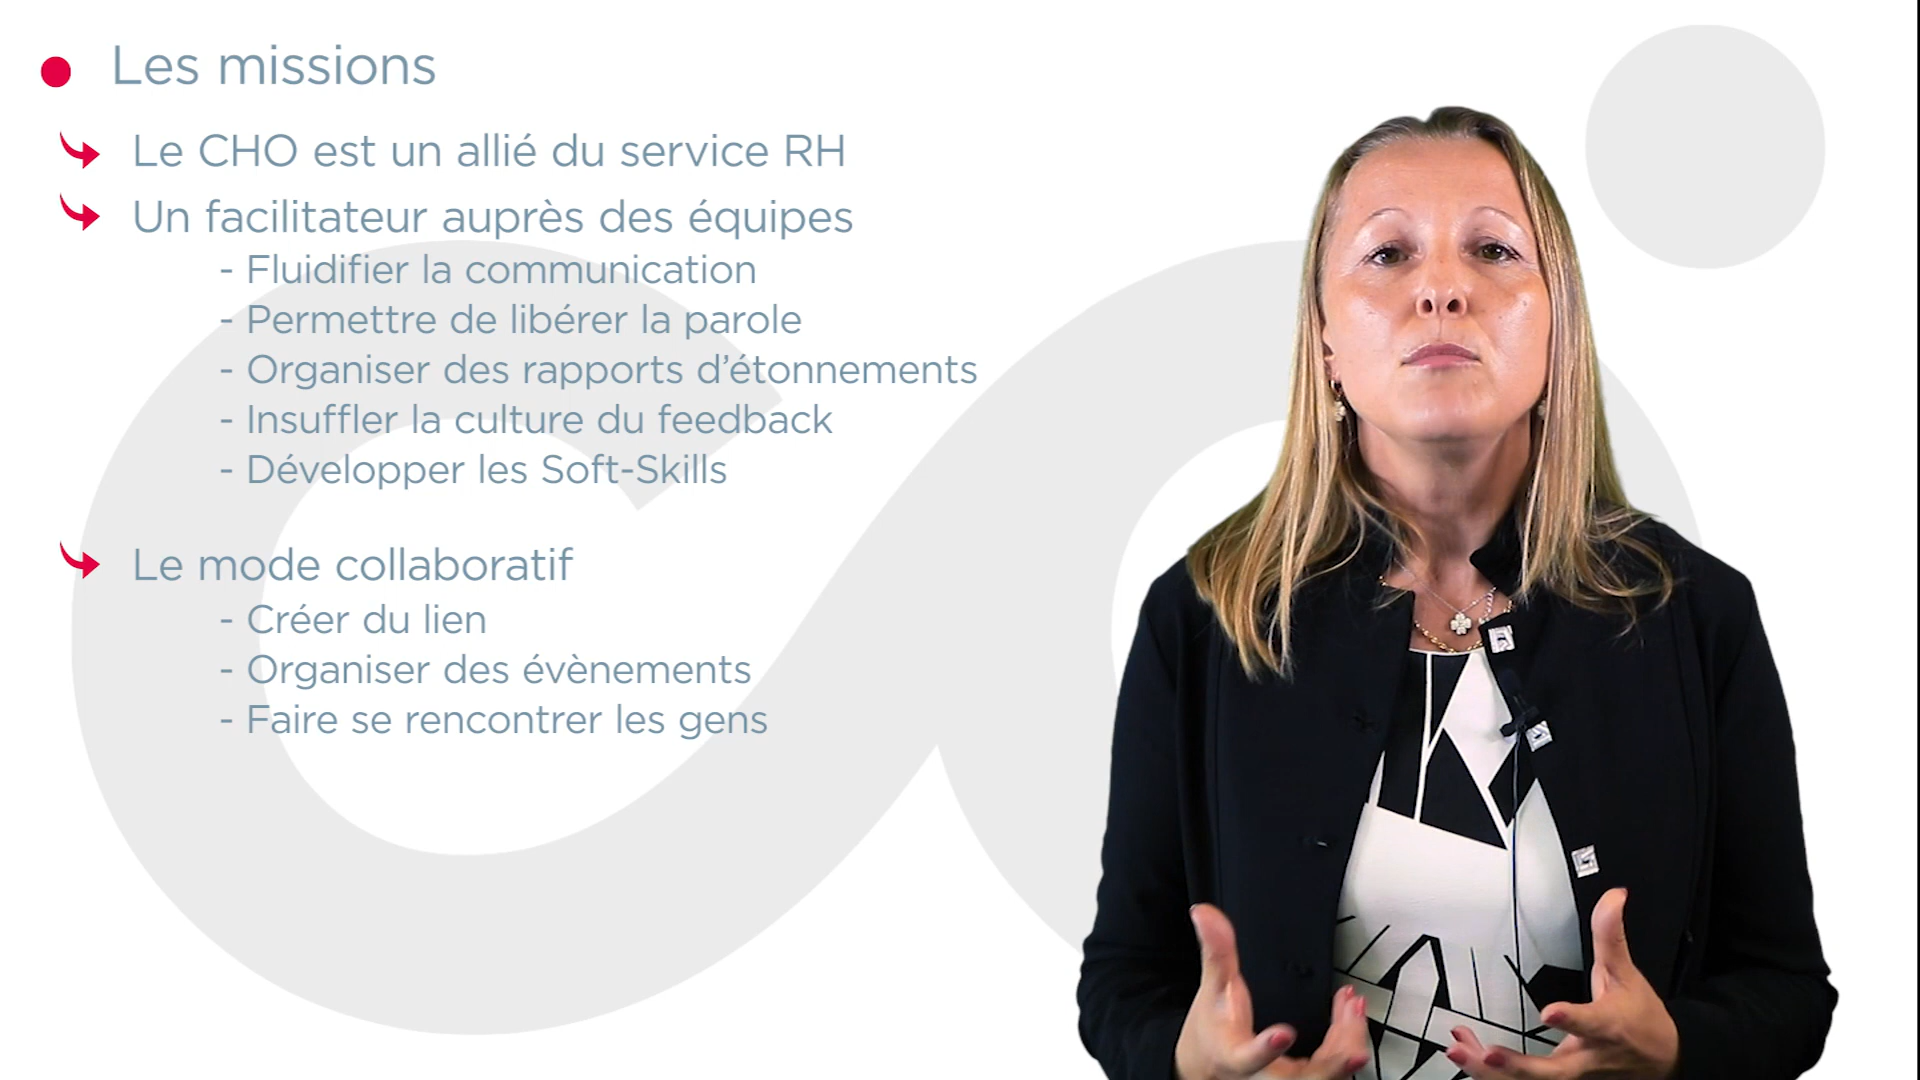 Les missions
Le CHO est un allié du service RH
Un facilitateur auprès des équipes
- Fluidifier la communication
- Permettre de libérer la parole
- Organiser des rapports d’étonnements
- Insuffler la culture du feedback
- Développer les Soft-Skills
Le mode collaboratif
- Créer du lien
- Organiser des évènements
- Faire se rencontrer les gens